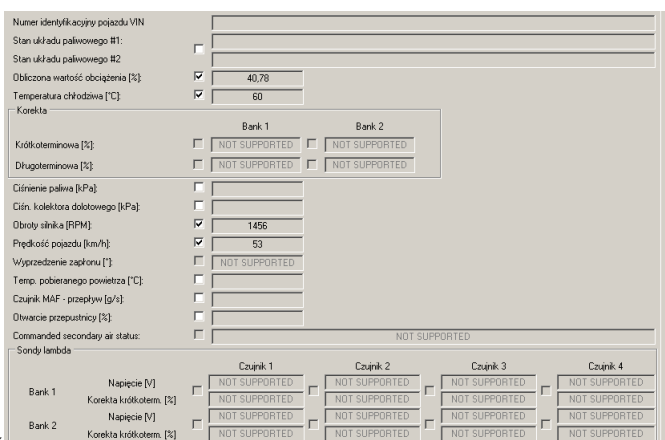 Numer identyfikacyjny pojazdu VIN
Stan układu paliwowego #1:
Stan układu paliwowego #2
Obliczona wartość obciążenia [%]: 40,78
Temperatura chłodziwa [°C]: 60
Korekta
Bank 1 Bank 2
Krótkoterminowa [%]: NOT SUPPORTED NOT SUPPORTED
Długoterminowa [%]: NOT SUPPORTED NOT SUPPORTED
Ciśnienie paliwa [kPa]:
Ciśn. kolektora dolotowego [kPa]:
Obroty silnika [RPM]: 1456
Prędkość pojazdu [km/h]: 53
Wyprzedzenie zapłonu [°]: NOT SUPPORTED
Temp. pobieranego powietrza [°C]:
Czujnik MAF - przepływ [g/s]:
Otwarcie przepustnicy [%]:
Commanded secondary air status: NOT SUPPORTED
Sondy lambda
Czujnik 1 Czujnik 2 Czujnik 3 Czujnik 4
Bank 1
Napięcie [V] NOT SUPPORTED NOT SUPPORTED NOT SUPPORTED NOT SUPPORTED
Korekta krótkoterm. [%] NOT SUPPORTED NOT SUPPORTED NOT SUPPORTED NOT SUPPORTED
Bank 2
Napięcie [V] NOT SUPPORTED NOT SUPPORTED NOT SUPPORTED NOT SUPPORTED
Korekta krótkoterm. [%] NOT SUPPORTED NOT SUPPORTED NOT SUPPORTED NOT SUPPORTED